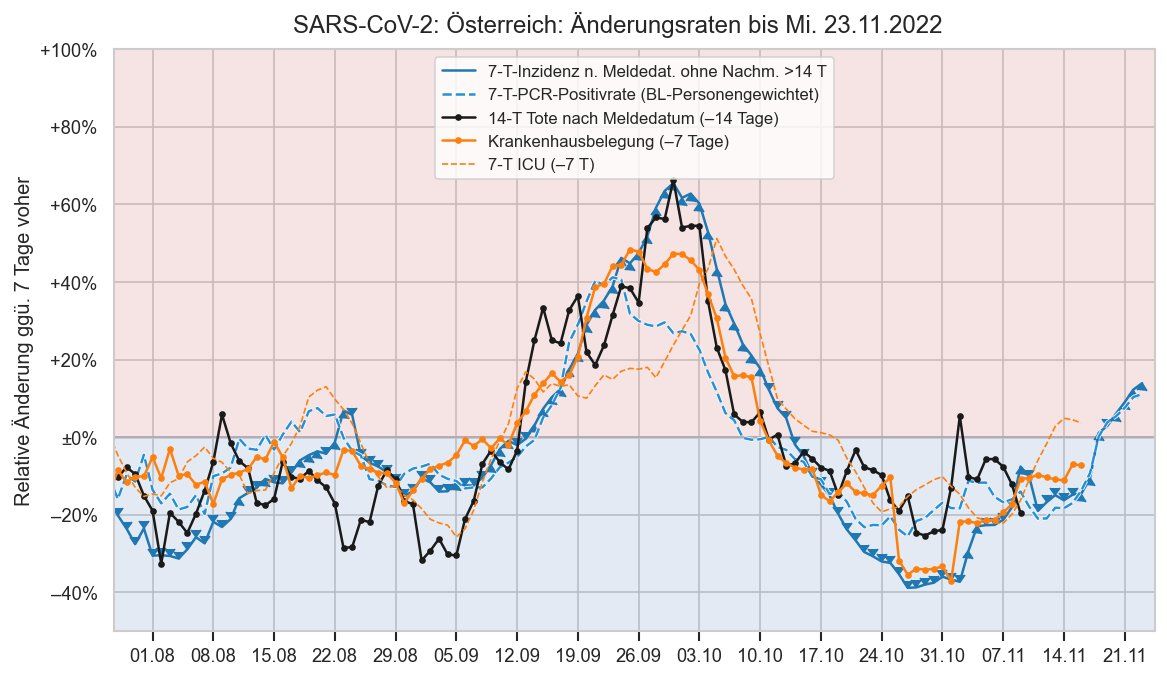 SARS-CoV-2: Österreich: Änderungsraten bis Mi. 23.11.2022
+100%
+80%
+60%
+40%
+20%
±0%
–20%
–40%
Relative Änderung ggü. 7 Tage voher
7-T-Inzidenz n. Meldedat. ohne Nachm. >14 T
7-T-PCR-Positivrate (BL-Personengewichtet)
14-T Tote nach Meldedatum (–14 Tage)
Krankenhausbelegung (–7 Tage)
7-T ICU (–7 T)
01.08 08.08 15.08 22.08 29.08 05.09 12.09 19.09 26.09 03.10 10.10 17.10 24.10 31.10 07.11 14.11 21.11